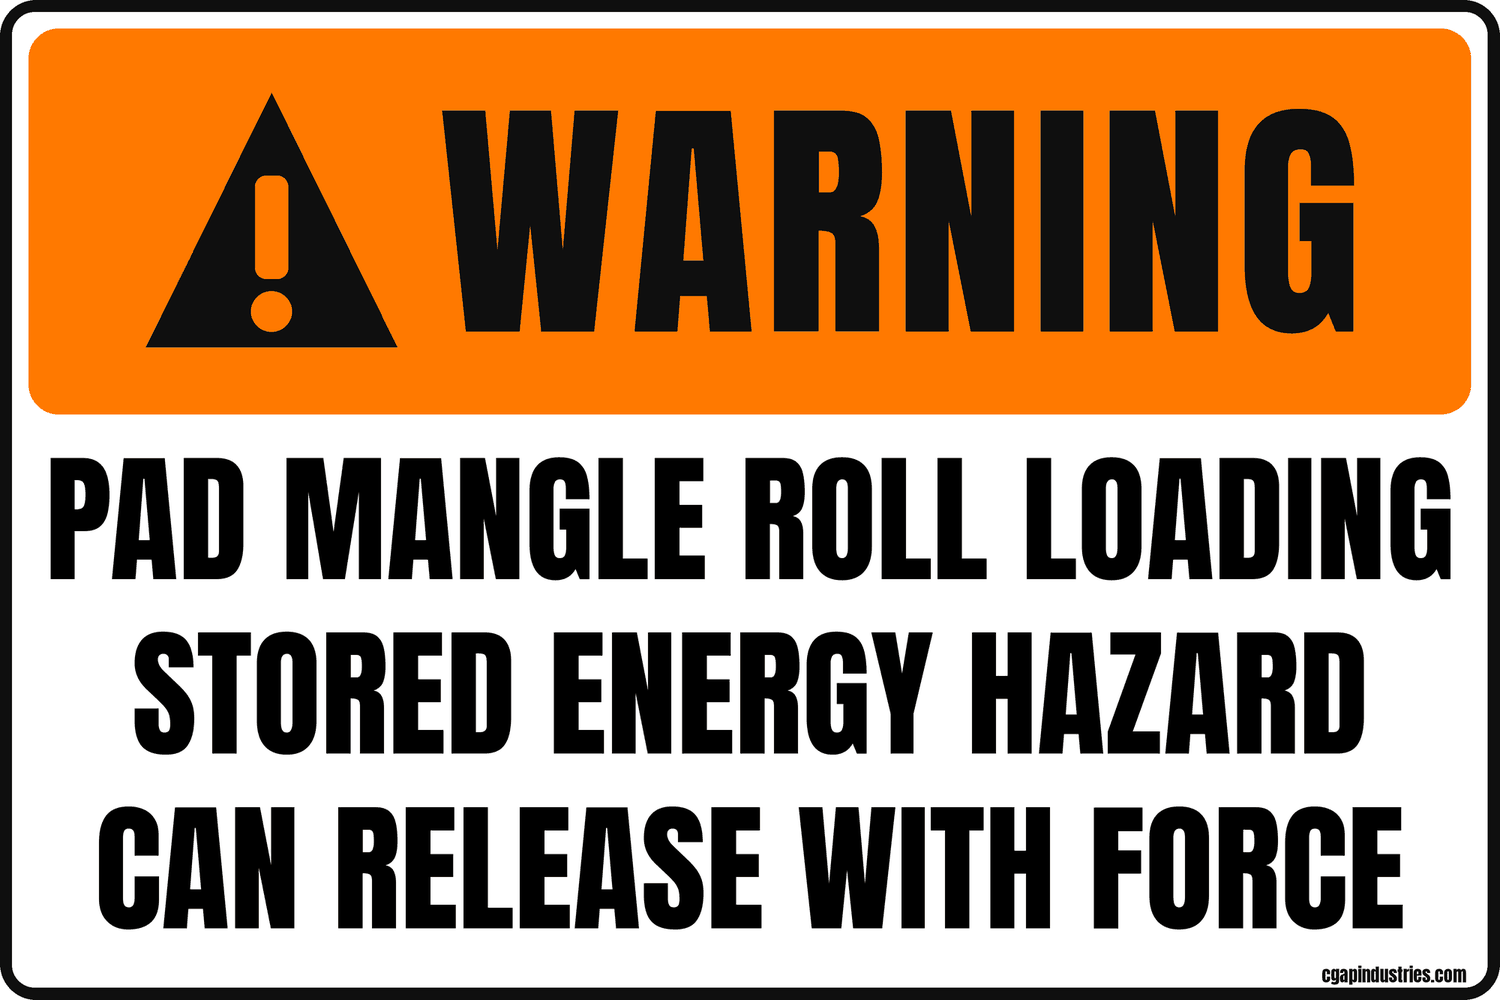 WARNING
PAD MANGLE ROLL LOADING
STORED ENERGY HAZARD
CAN RELEASE WITH FORCE
cgapindustries.com